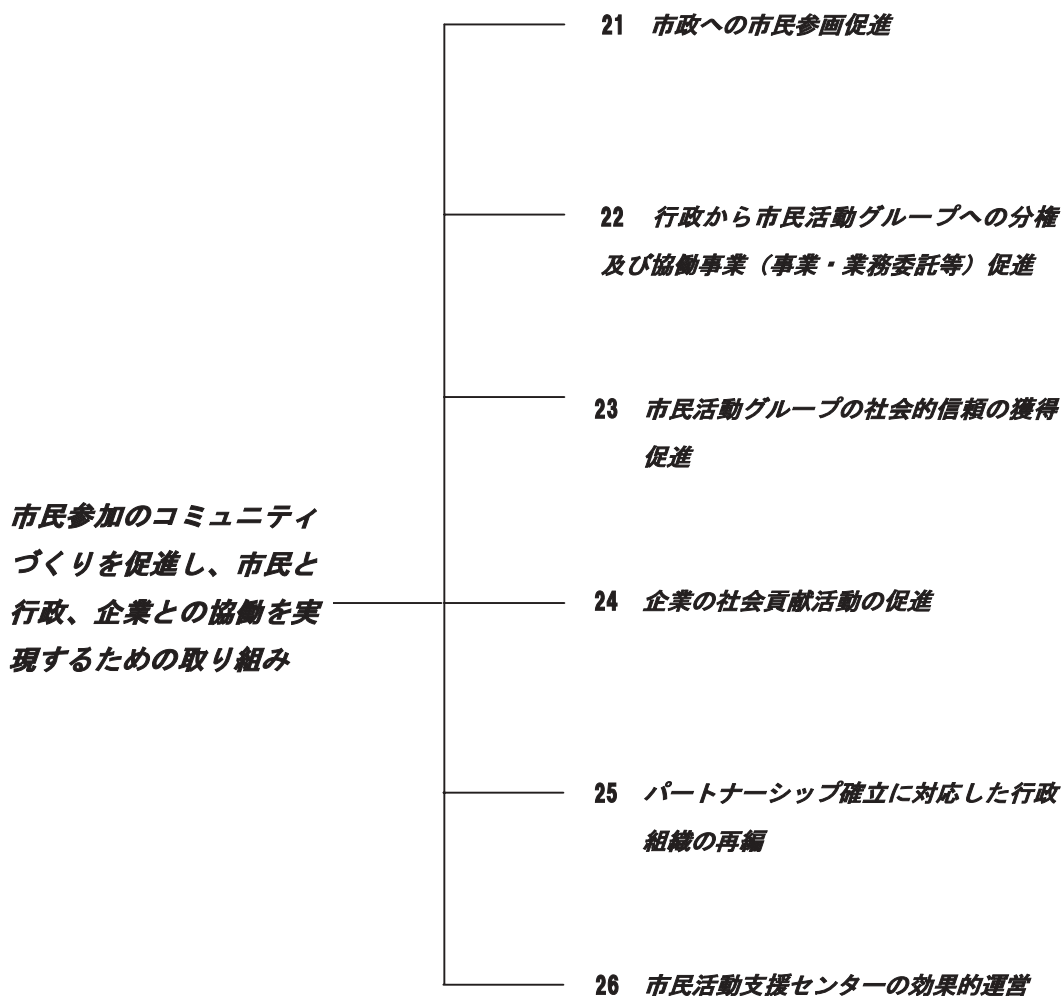 21 市政への市民参画促進
22 行政から市民活動グループへの分権
及び協働事業（事業・業務委託等）促進
23 市民活動グループの社会的信頼の獲得
促進
市民参加のコミュニティ
づくりを促進し、市民と
行政、企業との協働を実
現するための取り組み
24 企業の社会貢献活動の促進
25 パートナーシップ確立に対応した行政
組織の再編
26 市民活動支援センターの効果的運営